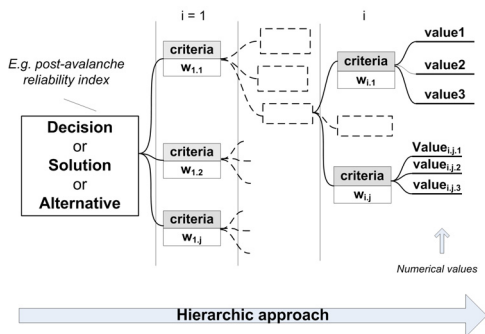 i = 1
i
E.g. post-avalanche
reliability index
Decision
or
Solution
or
Alternative
criteria
w1.1
criteria
w1.2
criteria
w1.j
criteria
wi.1
value1
value2
value3
criteria
wi.j
Valuei.j.1
valuei.j.2
valuei.j.3
Numerical values
Hierarchic approach